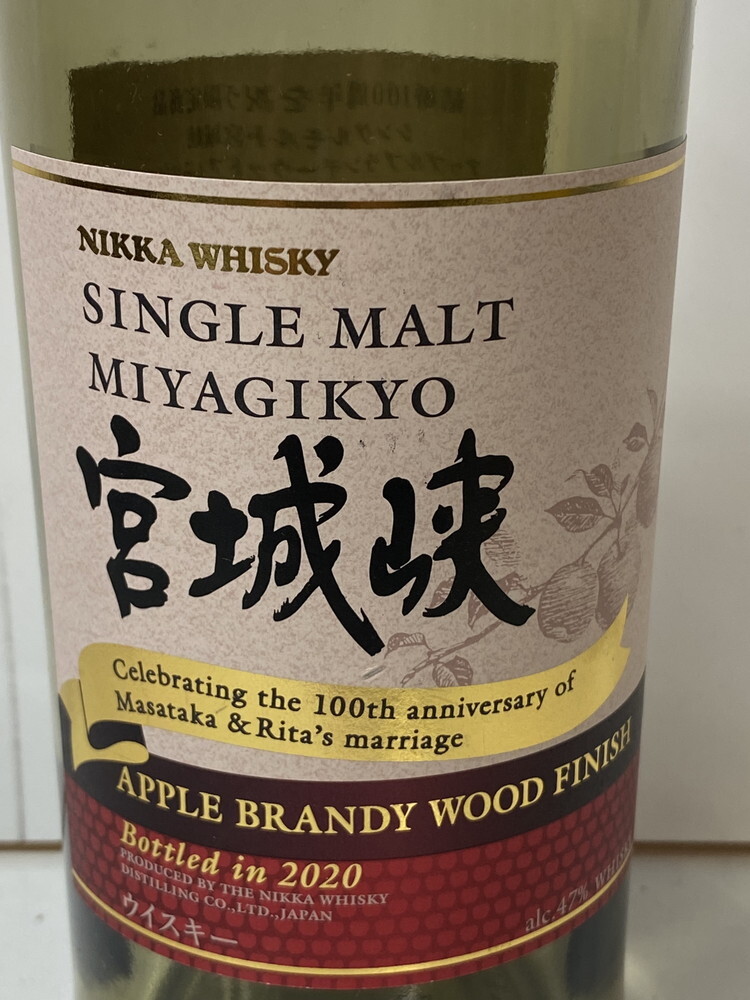 NIKKA WHISKY
SINGLE MALT
MIYAGIKYO
宮城峡
Celebrating the 100th anniversary of
Masataka & Rita's marriage
APPLE BRANDY WOOD FINISH
Bottled in 2020
PRODUCED BY THE NIKKA WHISKY
DISTILLING CO.,LTD.,JAPAN
ウイスキー
alc.47% WHISKY